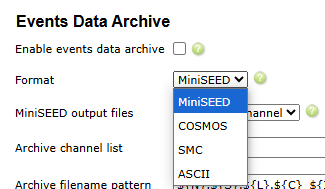 Events Data Archive
Enable events data archive
Format MiniSEED
MiniSEED
MiniSEED output files hannel
COSMOS
SMC
Archive channel list
ASCII
Archive filename pattern